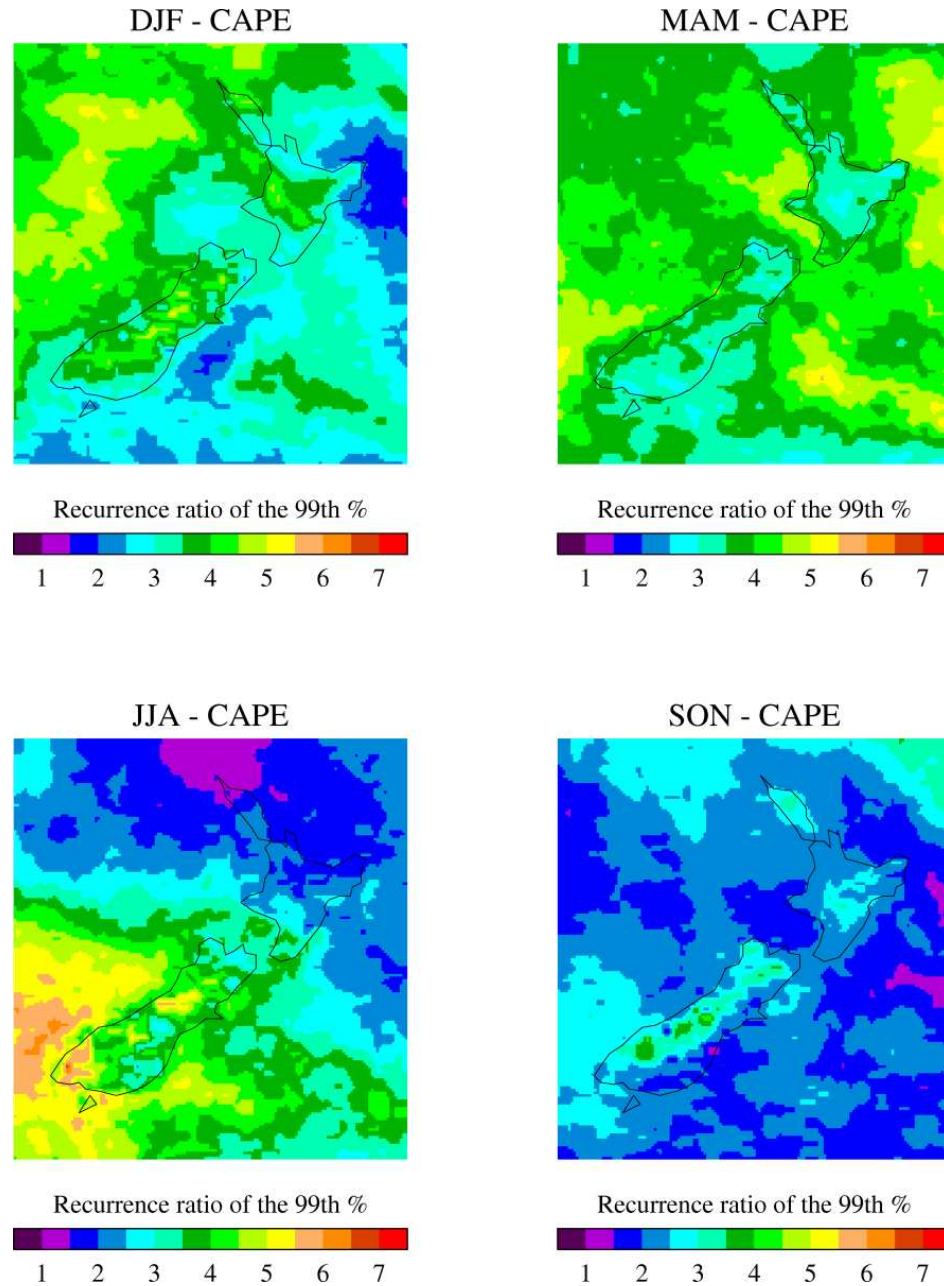 DJF - CAPE
MAM - CAPE
Recurrence ratio of the 99th %
1 2 3 4 5 6 7
Recurrence ratio of the 99th %
1 2 3 4 5 6 7
JJA - CAPE
SON - CAPE
Recurrence ratio of the 99th %
1 2 3 4 5 6 7
Recurrence ratio of the 99th %
1 2 3 4 5 6 7